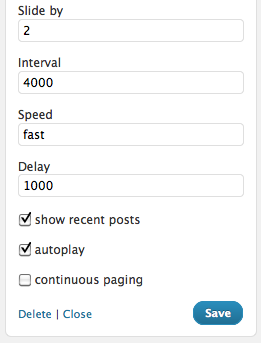 Slide by
2
Interval
4000
Speed
fast
Delay
1000
show recent posts
autoplay
continuous paging
Delete | Close Save